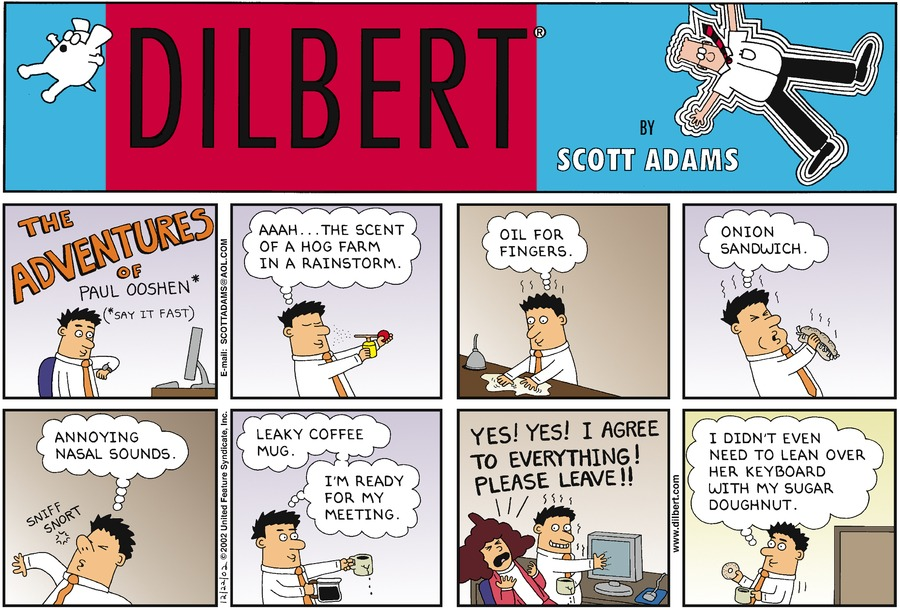 DILBERT®
BY
SCOTT ADAMS
THE
ADVENTURES
OF
PAUL OOSHEN*
(*SAY IT FAST)
E-mail: SCOTTADAMS@AOL.COM
AAAH...THE SCENT
OF A HOG FARM
IN A RAINSTORM.
OIL FOR
FINGERS.
ONION
SANDWICH.
ANNOYING
NASAL SOUNDS.
SNIFF
SNORT
12/22/02 © 2002 United Feature Syndicate, Inc.
LEAKY COFFEE
MUG.
I'M READY
FOR MY
MEETING.
YES! YES! I AGREE
TO EVERYTHING!
PLEASE LEAVE!!
www.dilbert.com
I DIDN'T EVEN
NEED TO LEAN OVER
HER KEYBOARD
WITH MY SUGAR
DOUGHNUT.